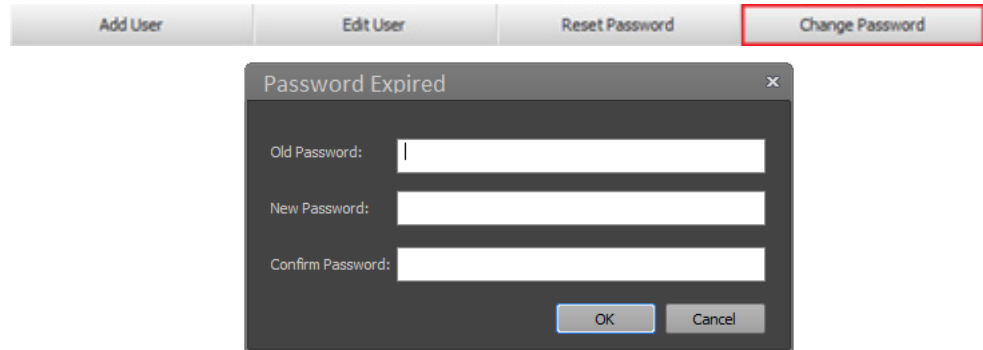 Add User Edit User Reset Password Change Password
Password Expired ×
Old Password:
New Password:
Confirm Password:
OK Cancel